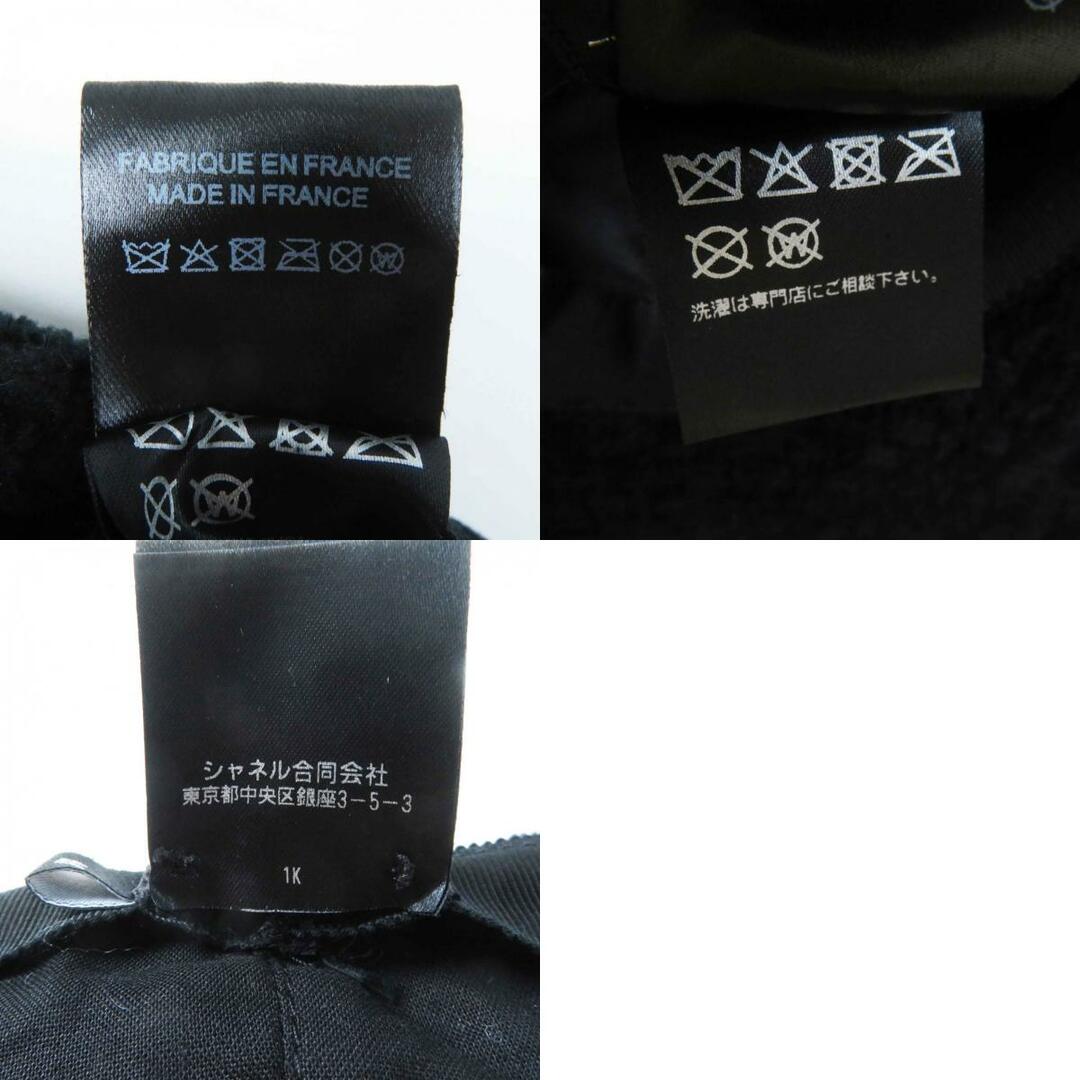 FABRIQUE EN FRANCE
MADE IN FRANCE
洗濯は専門店にご相談下さい。
シャネル合同会社
東京都中央区銀座3-5-3
1K